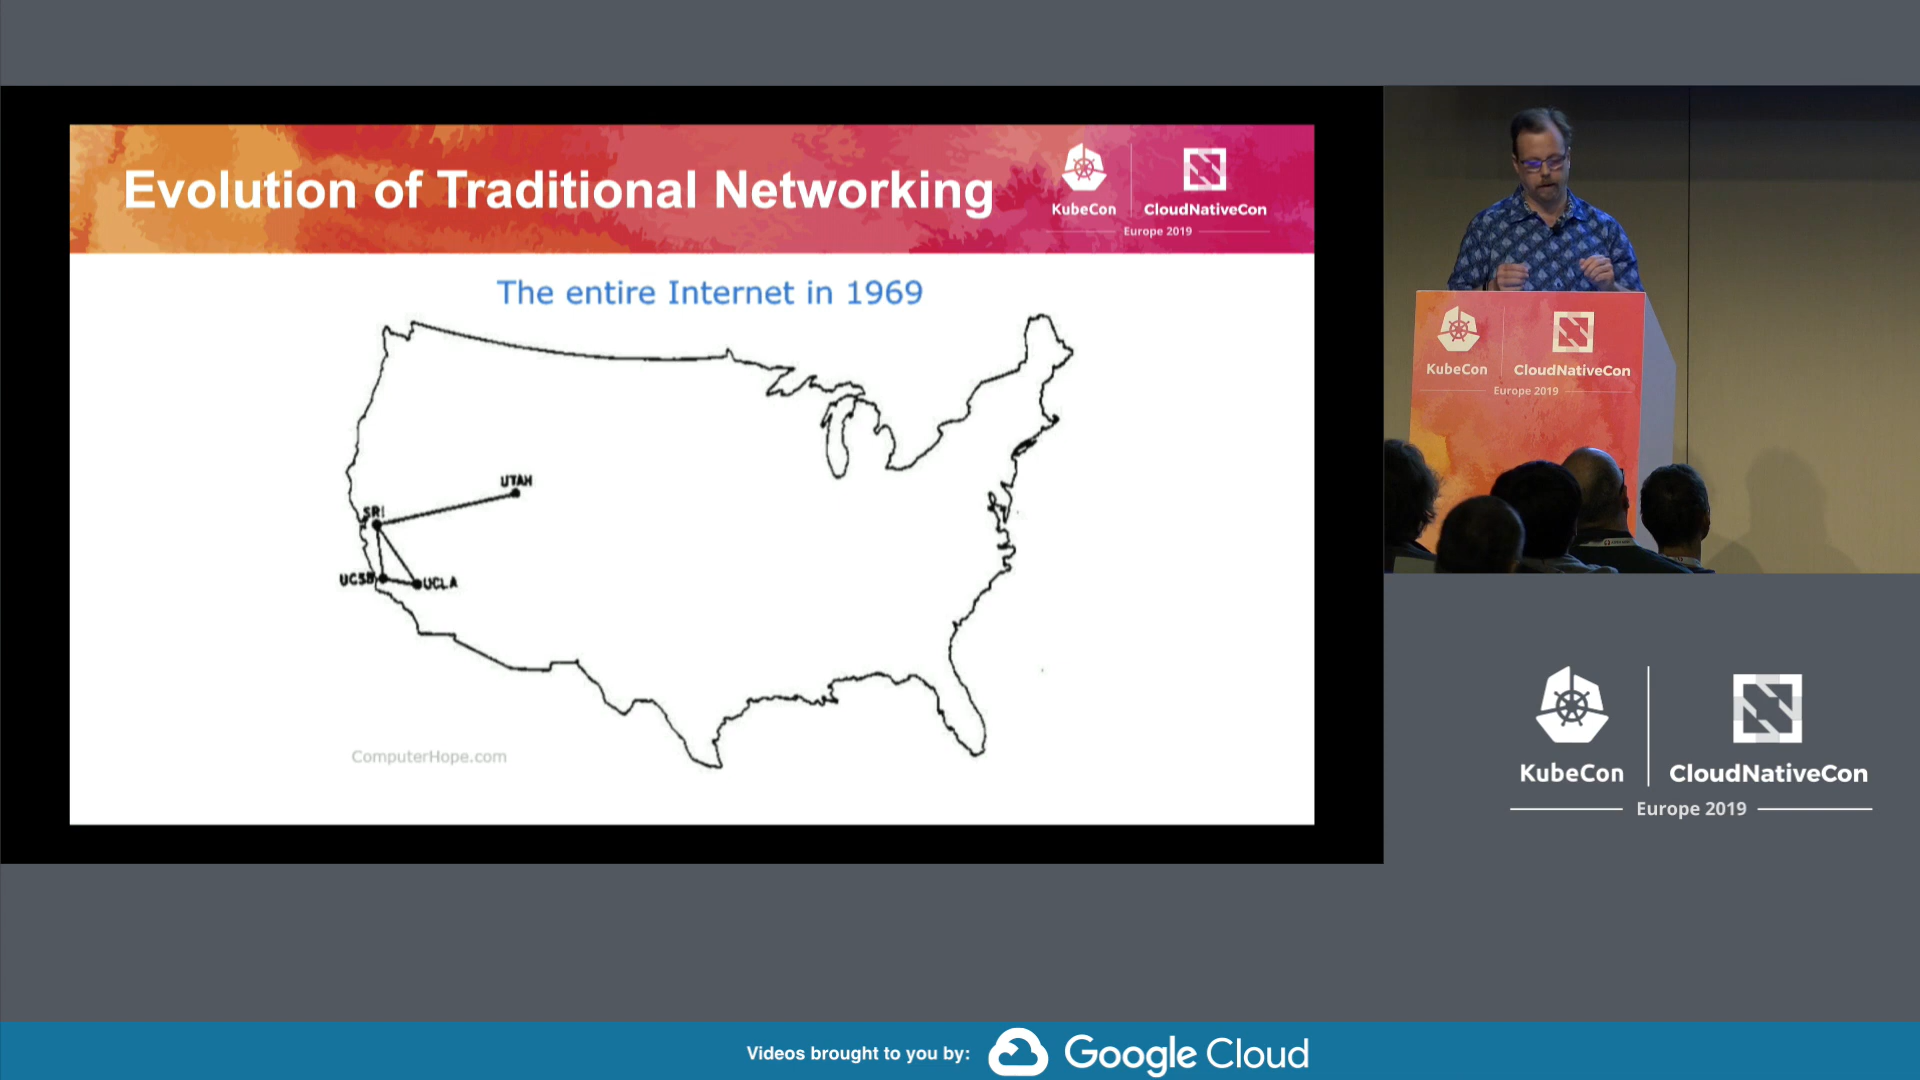 Evolution of Traditional Networking
KubeCon
CloudNativeCon
Europe 2019
The entire Internet in 1969
UTAH
SRI
UCSB
UCLA
ComputerHope.com
KubeCon
CloudNativeCon
Europe 2019
KubeCon
CloudNativeCon
Europe 2019
Videos brought to you by:
Google Cloud